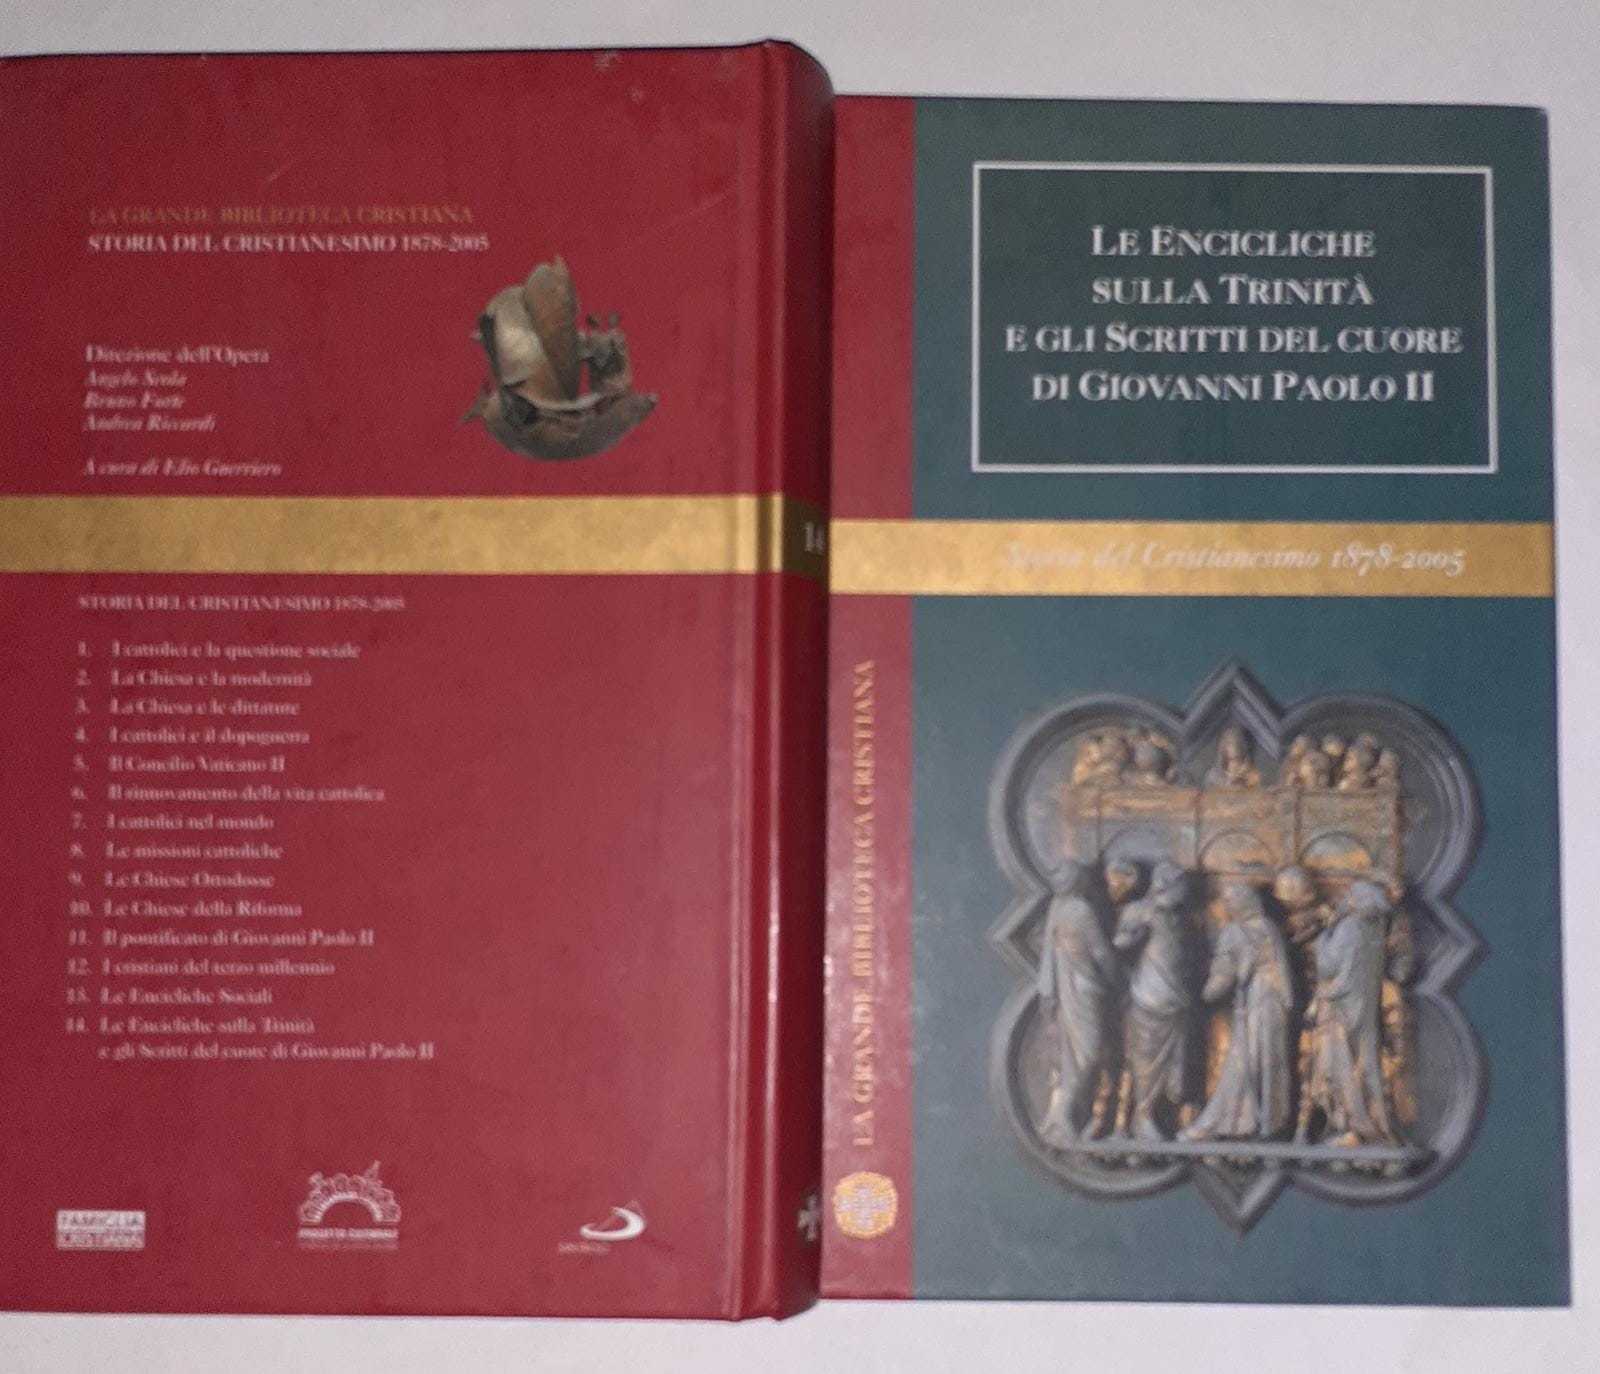 LA GRANDE BIBLIOTECA CRISTIANA
STORIA DEL CRISTIANESIMO 1878-2005
Direzione dell'Opera
Angelo Scola
Bruno Forte
Andrea Riccardi
A cura di Elio Guerriero
STORIA DEL CRISTIANESIMO 1878-2005
1. I cattolici e la questione sociale
2. La Chiesa e la modernità
3. La Chiesa e le dittature
4. I cattolici e il dopoguerra
5. Il Concilio Vaticano II
6. Il rinnovamento della vita cattolica
7. I cattolici nel mondo
8. Le missioni cattoliche
9. Le Chiese Ortodosse
10. Le Chiese della Riforma
11. Il pontificato di Giovanni Paolo II
12. I cristiani del terzo millennio
13. Le Encicliche Sociali
14. Le Encicliche sulla Trinità
e gli Scritti del cuore di Giovanni Paolo II
FAMIGLIA
CRISTIANA
PROGETTO CULTURALE
SAN PAOLO
14
LE ENCICLICHE
SULLA TRINITÀ
E GLI SCRITTI DEL CUORE
DI GIOVANNI PAOLO II
Storia del Cristianesimo 1878-2005
LA GRANDE BIBLIOTECA CRISTIANA